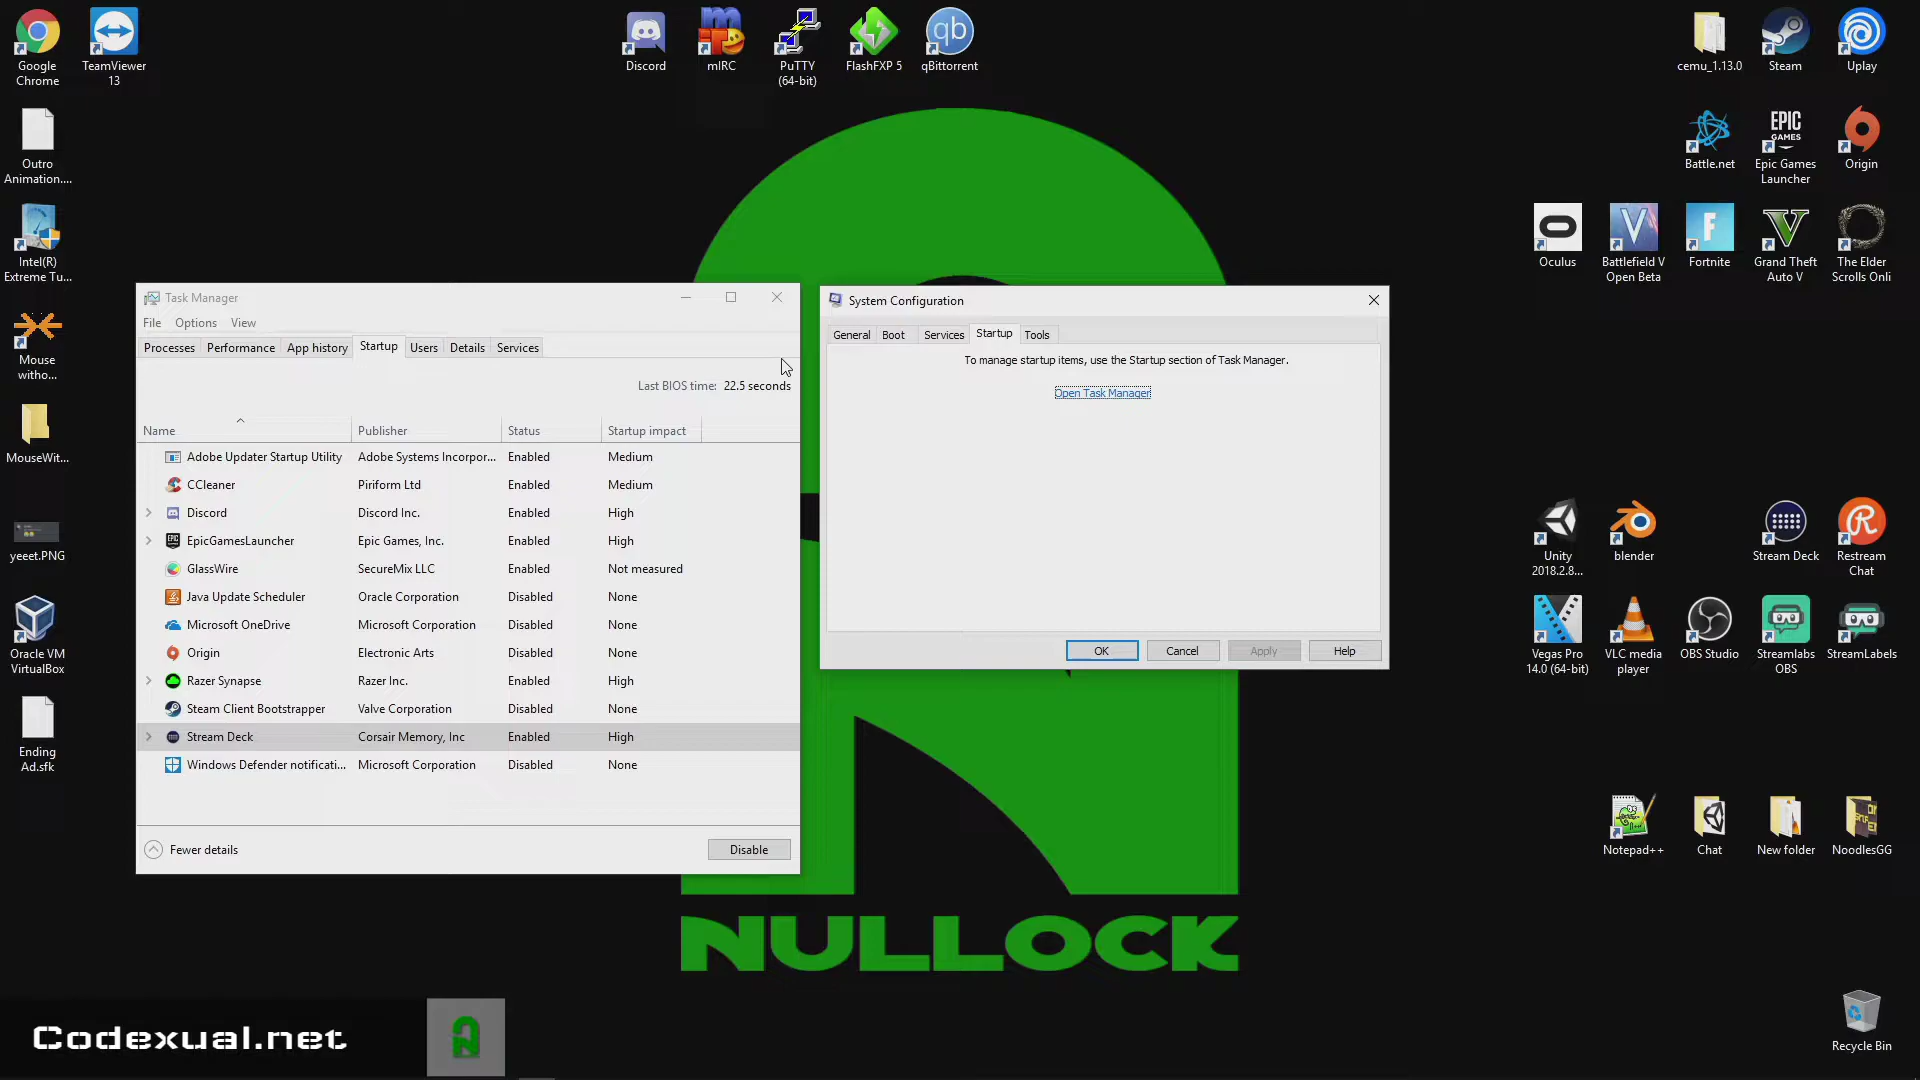 Google
Chrome
TeamViewer
13
Discord
mIRC
PuTTY
(64-bit)
FlashFXP 5
qBittorrent
cemu_1.13.0
Steam
Uplay
Outro
Animation....
Battle.net
Epic Games
Launcher
Origin
Intel(R)
Extreme Tu...
Oculus
Battlefield V
Open Beta
Fortnite
Grand Theft
Auto V
The Elder
Scrolls Onli
Mouse
witho...
MouseWit...
yeeet.PNG
Oracle VM
VirtualBox
Ending
Ad.sfk
Task Manager
File Options View
Processes Performance App history Startup Users Details Services
Last BIOS time: 22.5 seconds
Name Publisher Status Startup impact
Adobe Updater Startup Utility Adobe Systems Incorpor... Enabled Medium
CCleaner Piriform Ltd Enabled Medium
Discord Discord Inc. Enabled High
EpicGamesLauncher Epic Games, Inc. Enabled High
GlassWire SecureMix LLC Enabled Not measured
Java Update Scheduler Oracle Corporation Disabled None
Microsoft OneDrive Microsoft Corporation Disabled None
Origin Electronic Arts Disabled None
Razer Synapse Razer Inc. Enabled High
Steam Client Bootstrapper Valve Corporation Disabled None
Stream Deck Corsair Memory, Inc Enabled High
Windows Defender notificati... Microsoft Corporation Disabled None
Fewer details
Disable
System Configuration
General Boot Services Startup Tools
To manage startup items, use the Startup section of Task Manager.
Open Task Manager
OK Cancel Apply Help
Unity
2018.2.8...
blender
Stream Deck
Restream
Chat
Vegas Pro
14.0 (64-bit)
VLC media
player
OBS Studio
Streamlabs
OBS
StreamLabels
Notepad++
Chat
New folder
NoodlesGG
NULLOCK
Codexual.net
Recycle Bin